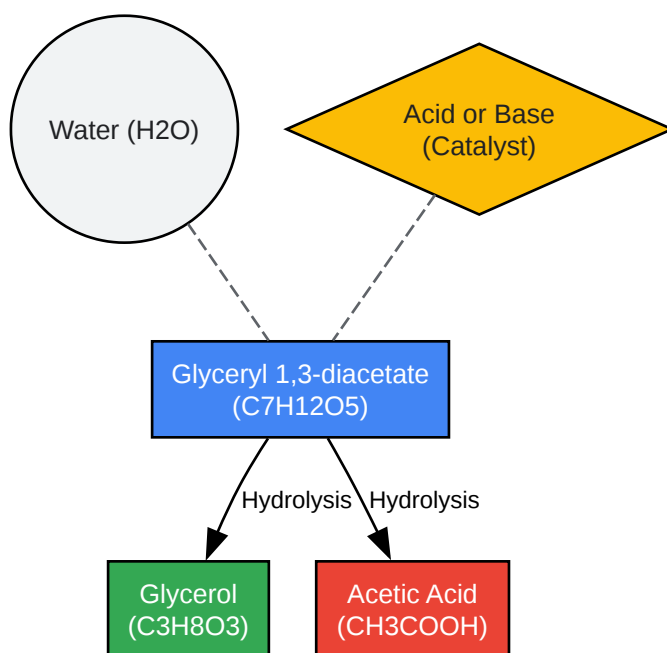 Water (H2O)
Acid or Base
(Catalyst)
Glyceryl 1,3-diacetate
(C7H12O5)
Hydrolysis
Hydrolysis
Glycerol
(C3H8O3)
Acetic Acid
(CH3COOH)